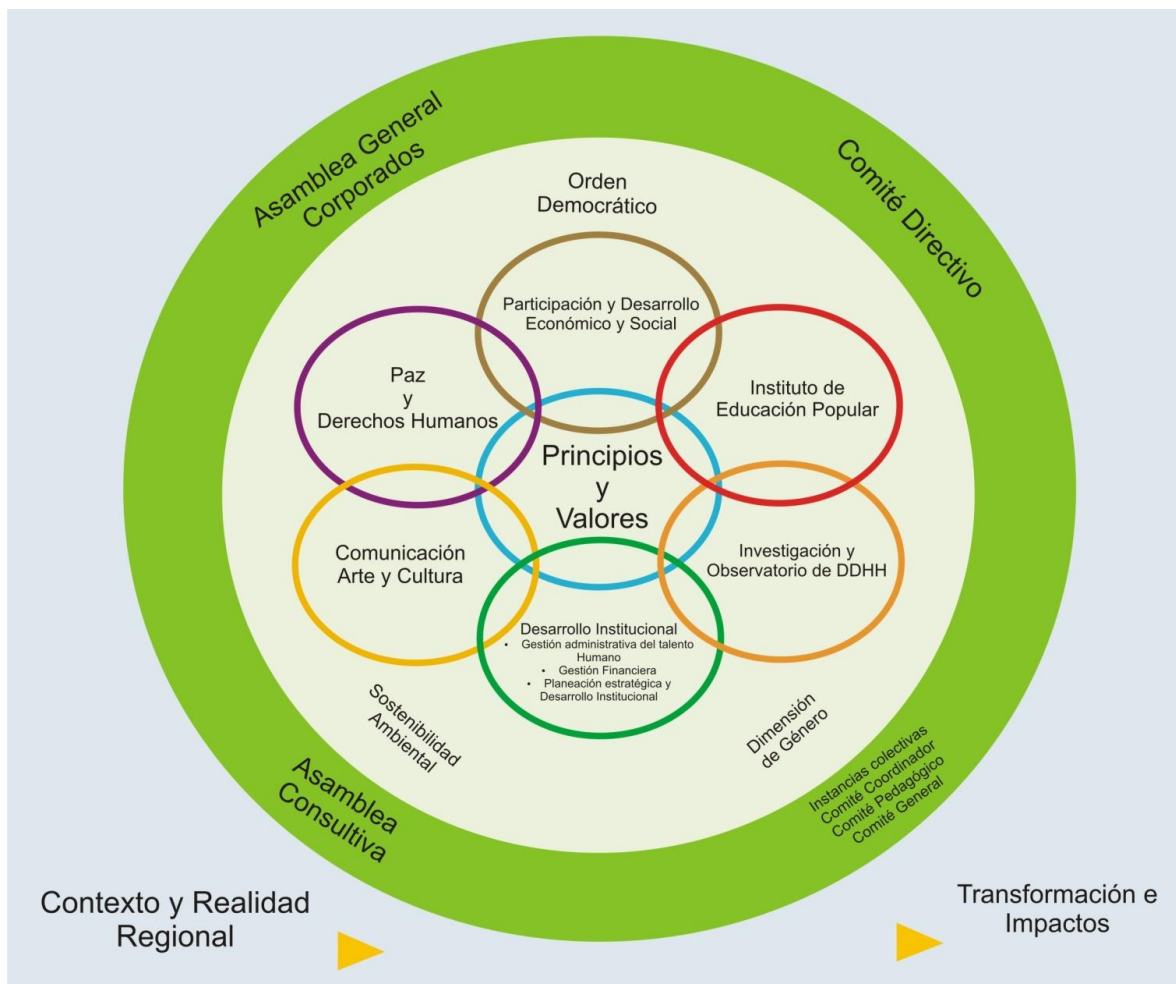 Asamblea General
Corporados
Comité Directivo
Orden
Democrático
Participación y Desarrollo
Económico y Social
Paz
y
Derechos Humanos
Instituto de
Educación Popular
Principios
y
Valores
Comunicación
Arte y Cultura
Investigación y
Observatorio de DDHH
Desarrollo Institucional
• Gestión administrativa del talento
Humano
• Gestión Financiera
• Planeación estratégica y
Desarrollo Institucional
Sostenibilidad
Ambiental
Dimensión
de Género
Asamblea
Consultiva
Instancias colectivas
Comité Coordinador
Comité Pedagógico
Comité General
Contexto y Realidad
Regional
Transformación e
Impactos